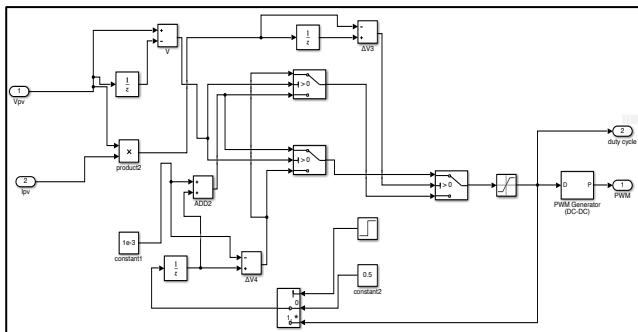 +
-
V
1
z
1
z
-
+
ΔV3
1
Vpv
> 0
×
product2
2
Ipv
> 0
> 0
+
+
ADD2
2
duty cycle
D
P
PWM Generator
(DC-DC)
1
PWM
1e-3
constant1
1
z
-
+
ΔV4
0.5
constant2
0
1, *